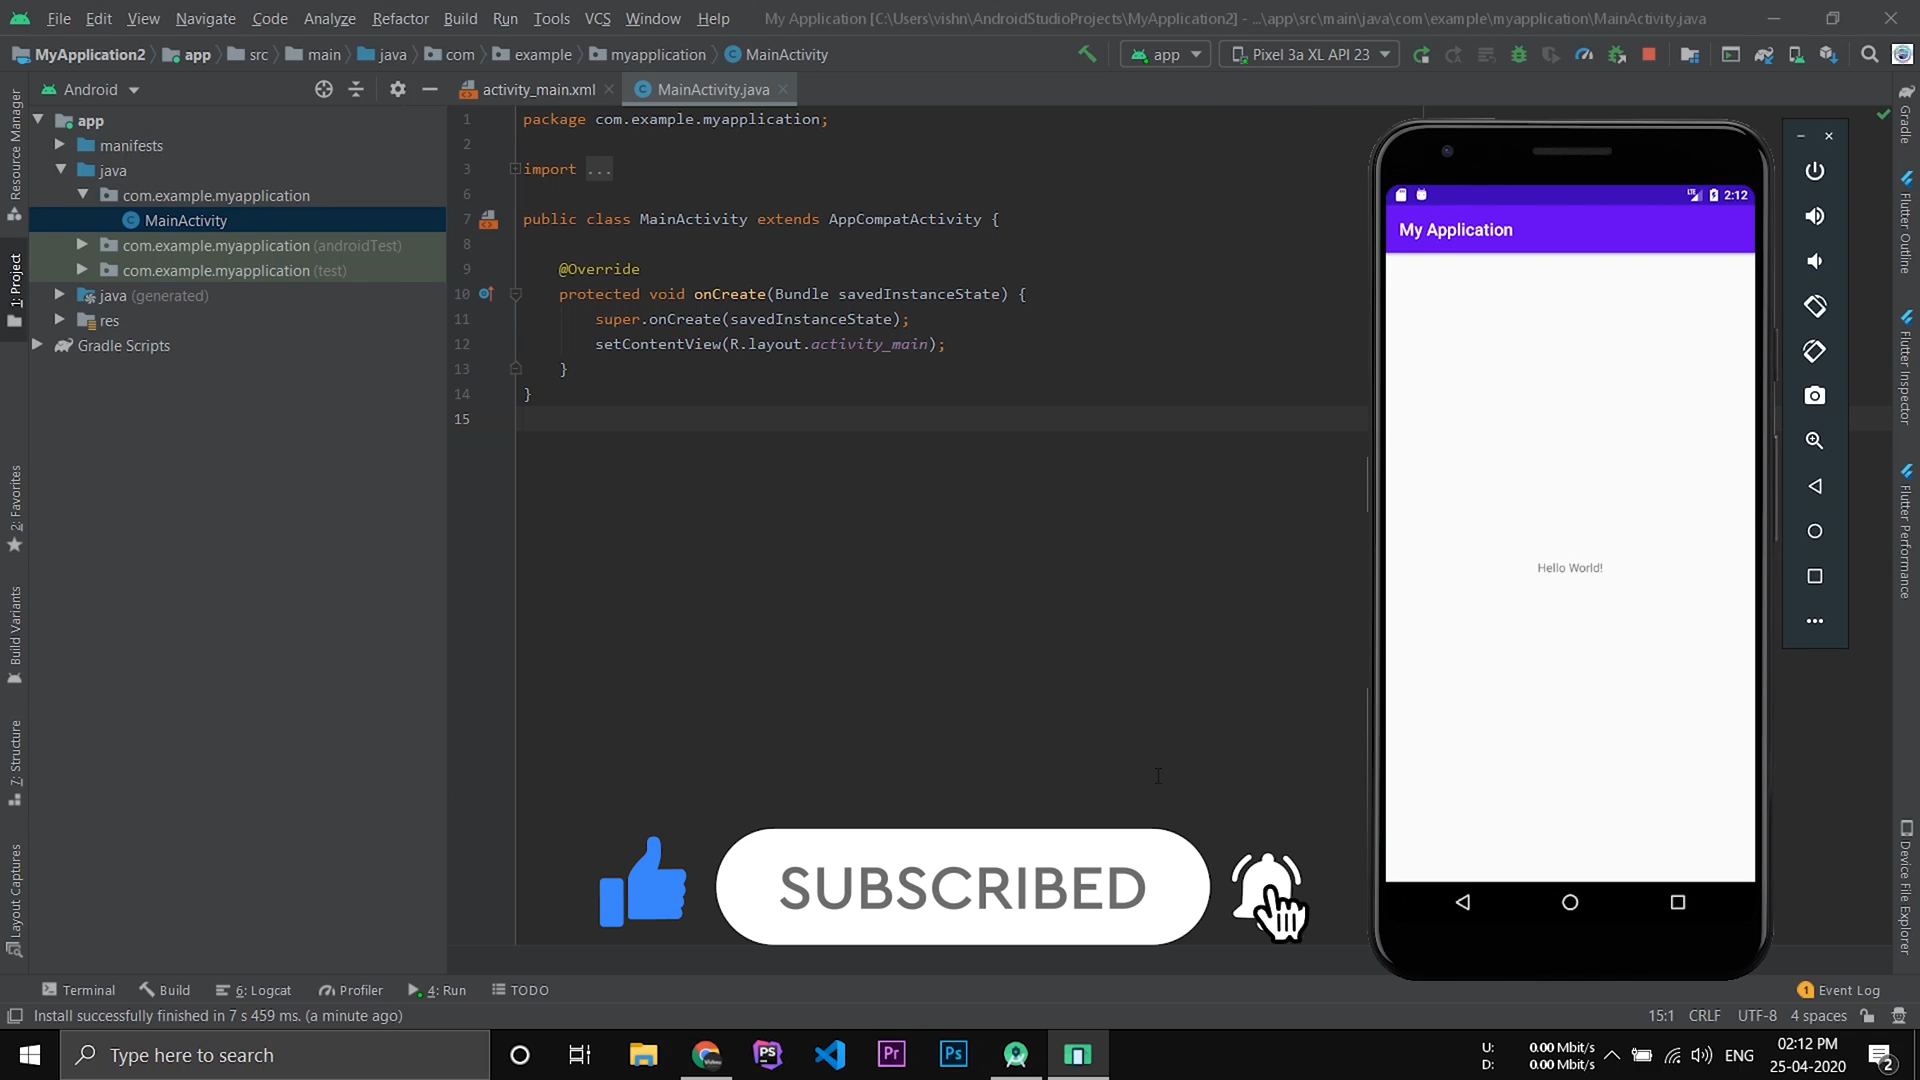 File Edit View Navigate Code Analyze Refactor Build Run Tools VCS Window Help My Application [C:\Users\vishn\AndroidStudioProjects\MyApplication2] - ...\app\src\main\java\com\example\myapplication\MainActivity.java
MyApplication2 app src main java com example myapplication MainActivity app Pixel 3a XL API 23
Android activity_main.xml MainActivity.java
app
manifests
java
com.example.myapplication
MainActivity
com.example.myapplication (androidTest)
com.example.myapplication (test)
java (generated)
res
Gradle Scripts
Resource Manager
1: Project
2: Favorites
Build Variants
7: Structure
Layout Captures
1 package com.example.myapplication;
2
3 import ...
6
7 public class MainActivity extends AppCompatActivity {
8
9 @Override
10 protected void onCreate(Bundle savedInstanceState) {
11 super.onCreate(savedInstanceState);
12 setContentView(R.layout.activity_main);
13 }
14 }
15
LTE 2:12
My Application
Hello World!
SUBSCRIBED
Gradle
Flutter Outline
Flutter Inspector
Flutter Performance
Device File Explorer
Terminal Build 6: Logcat Profiler 4: Run TODO 1 Event Log
Install successfully finished in 7 s 459 ms. (a minute ago) 15:1 CRLF UTF-8 4 spaces
Type here to search PS Pr Ps
U: 0.00 Mbit/s
D: 0.00 Mbit/s
ENG
02:12 PM
25-04-2020
2